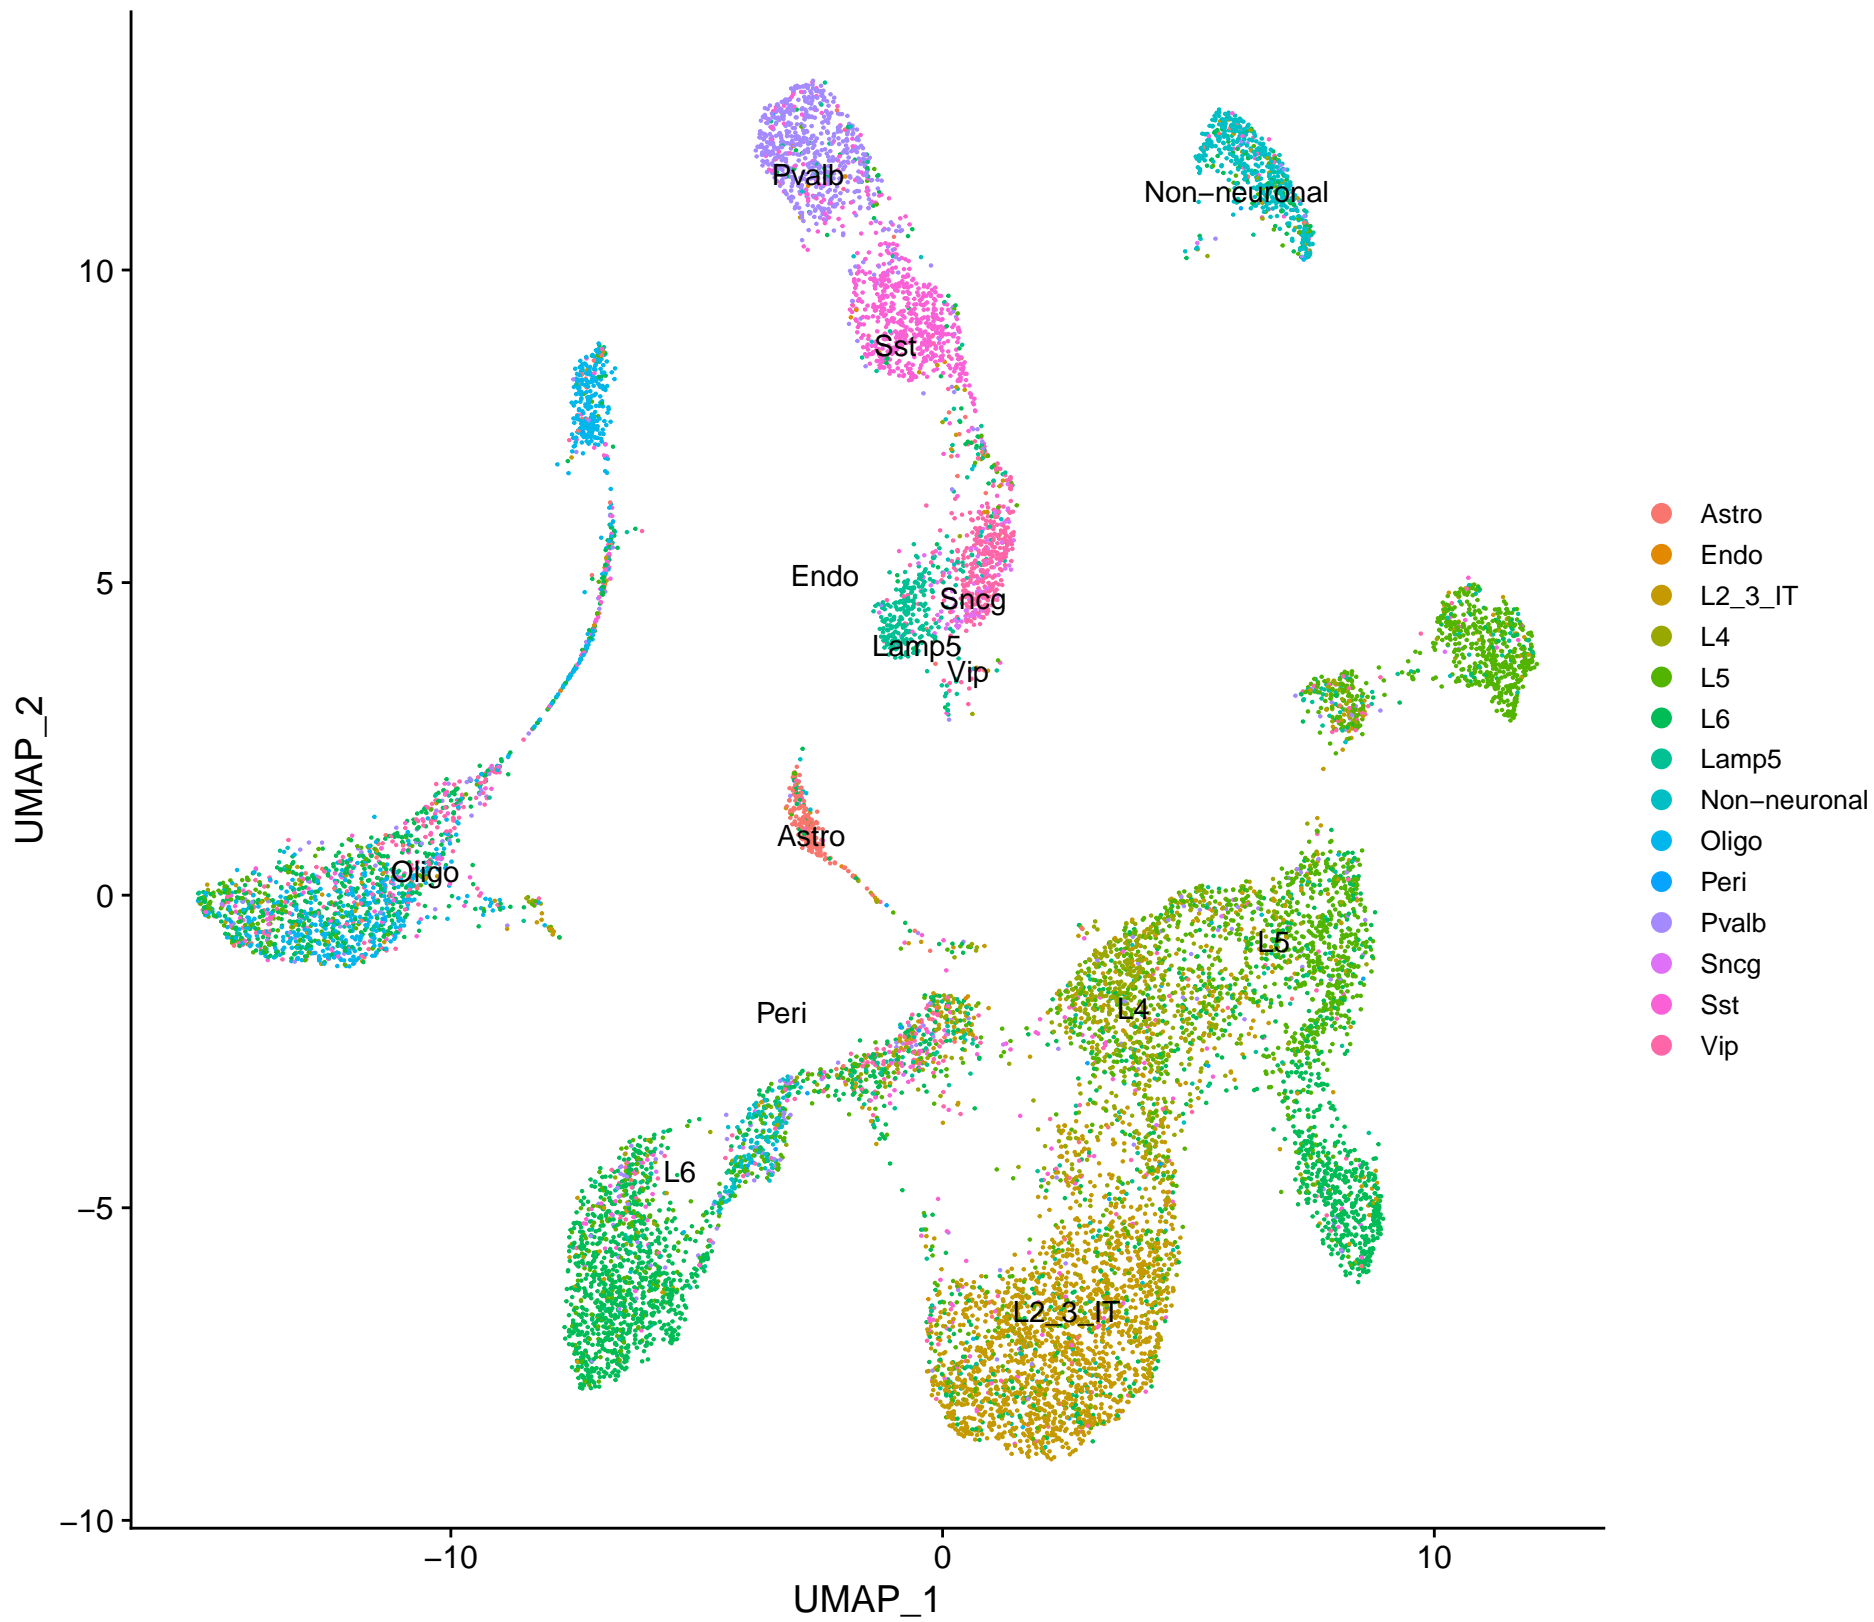 Pvalb
Non−neuronal
10
Sst
Endo
Sncg
5
Lamp5
Vip
Astro
Oligo
0
L5
L4
Peri
L6
−5
L2_3_IT
−10
−10 0 10
UMAP_1
UMAP_2
Astro
Endo
L2_3_IT
L4
L5
L6
Lamp5
Non−neuronal
Oligo
Peri
Pvalb
Sncg
Sst
Vip